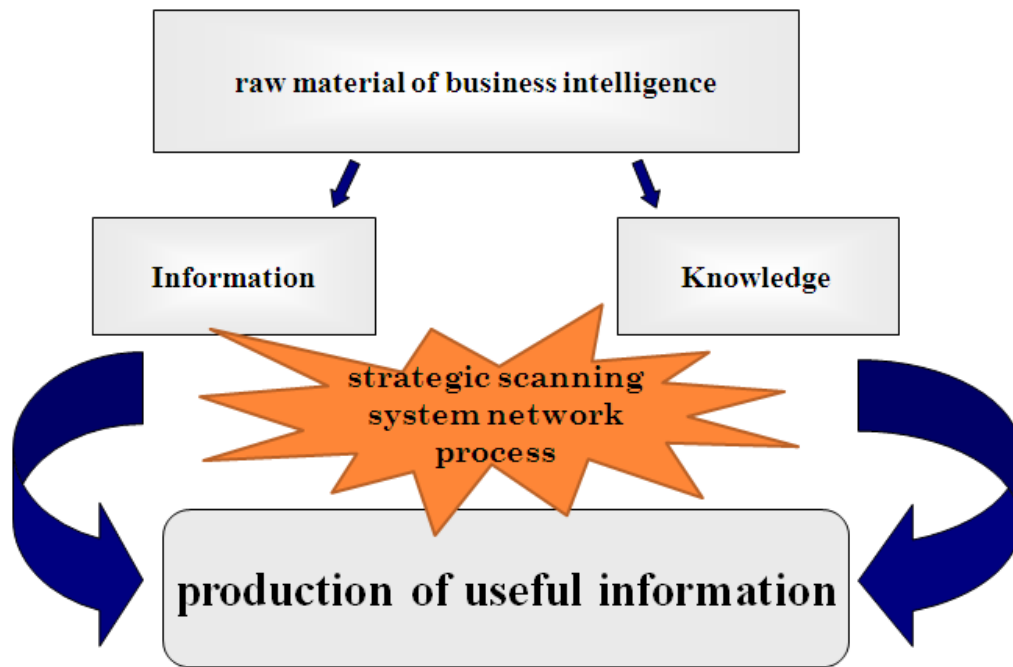 raw material of business intelligence
Information
Knowledge
strategic scanning
system network
process
production of useful information